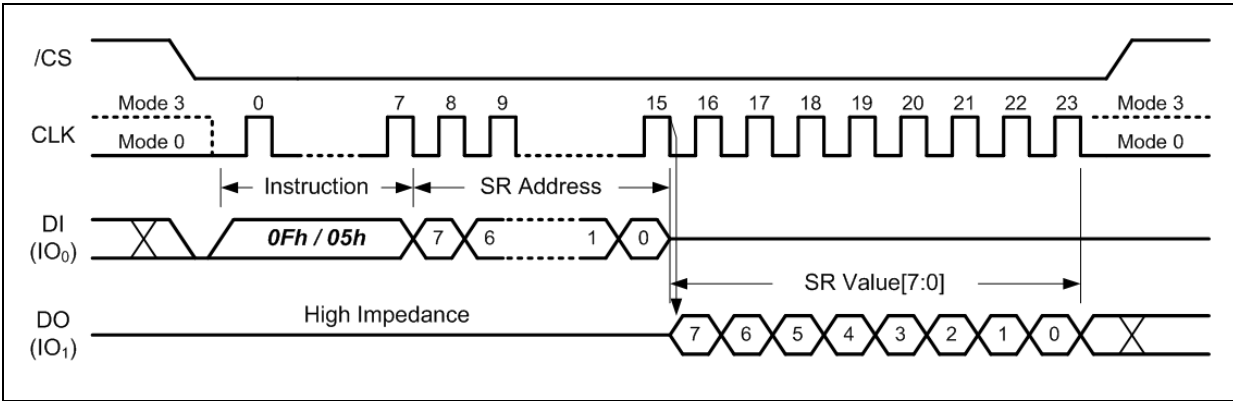 /CS
Mode 3 0 7 8 9 15 16 17 18 19 20 21 22 23 Mode 3
CLK
Mode 0 Mode 0
Instruction SR Address
DI
(IO₀)
0Fh / 05h 7 6 1 0
SR Value[7:0]
High Impedance
DO
(IO₁)
7 6 5 4 3 2 1 0